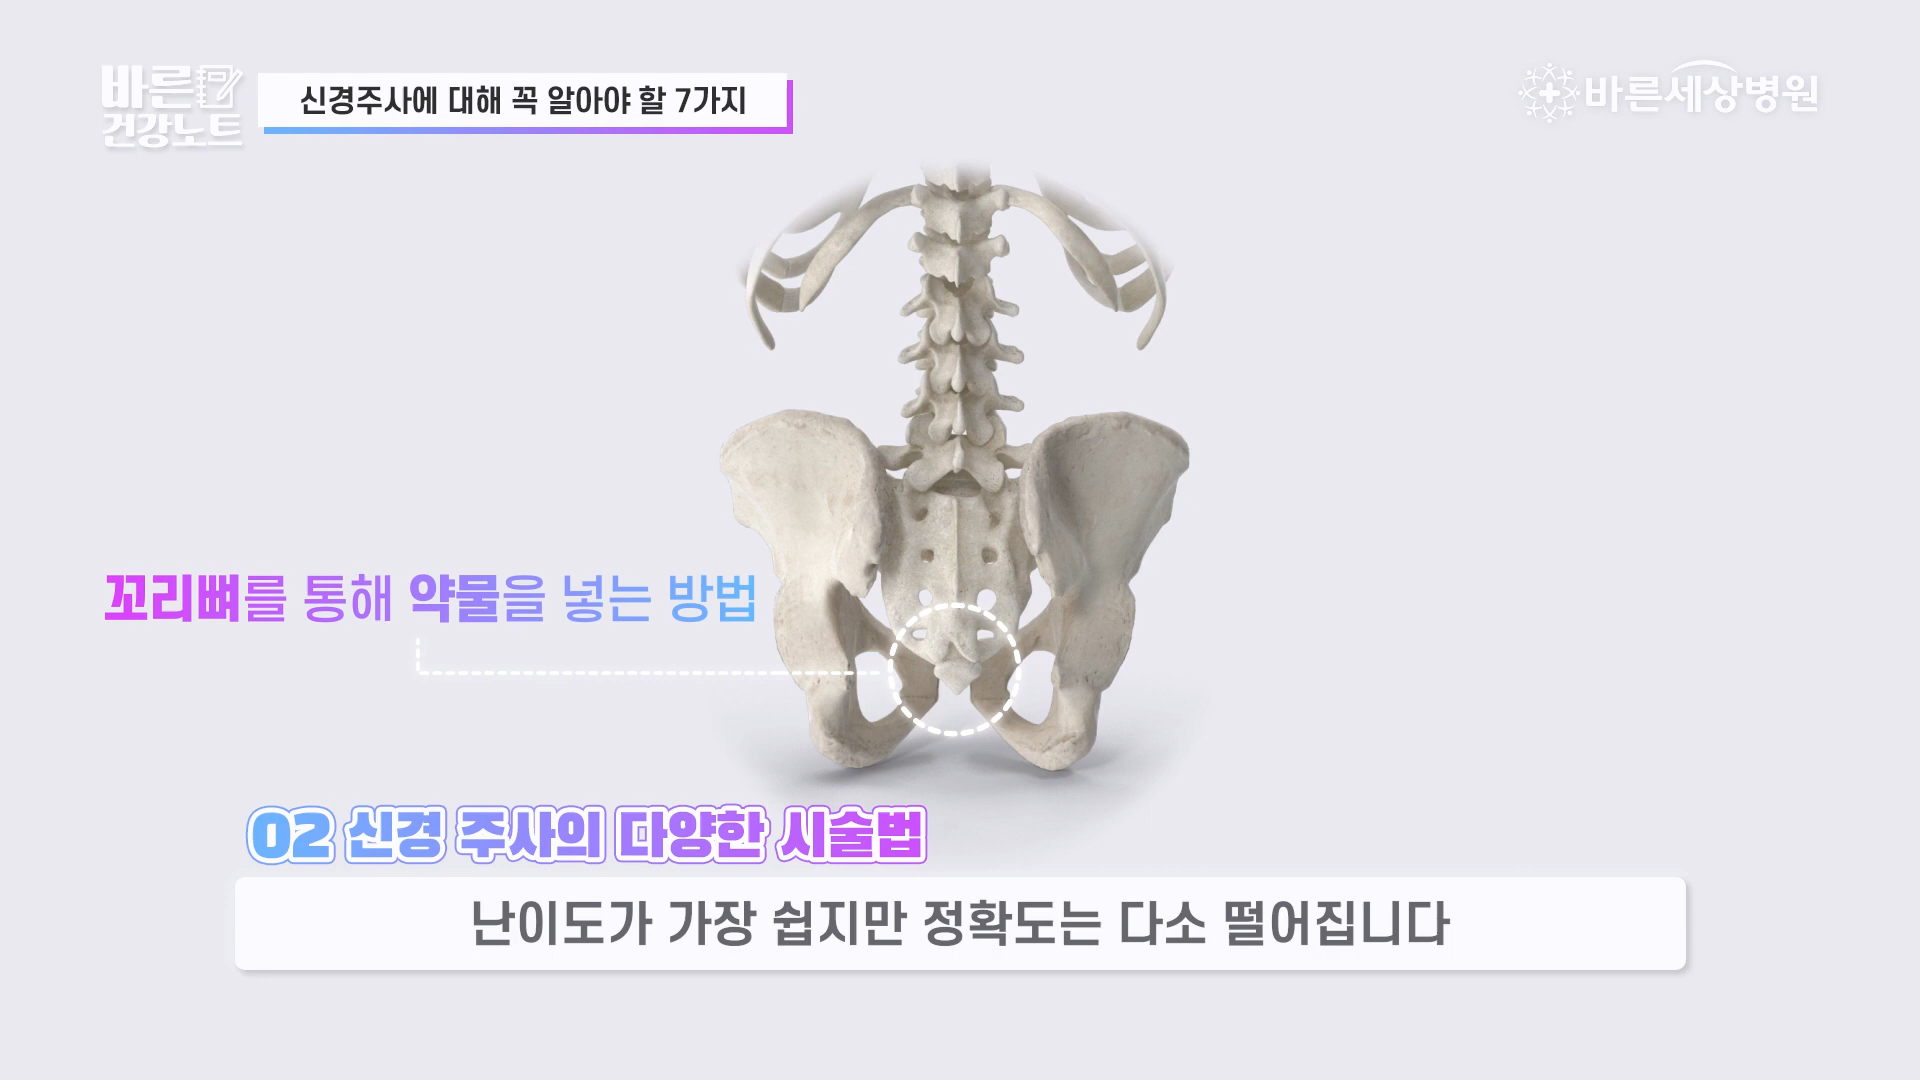 바른
건강노트
신경주사에 대해 꼭 알아야 할 7가지
바른세상병원
꼬리뼈를 통해 약물을 넣는 방법
02 신경 주사의 다양한 시술법
난이도가 가장 쉽지만 정확도는 다소 떨어집니다